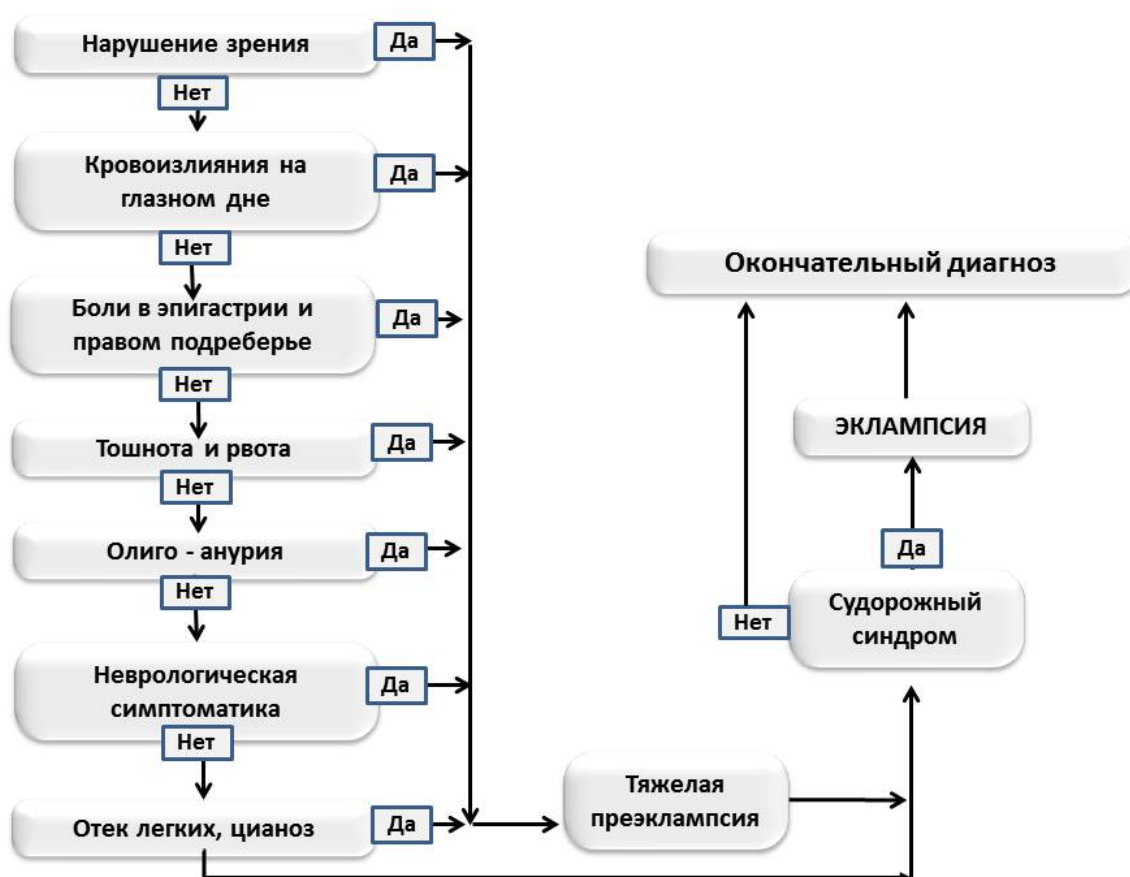 Нарушение зрения
Да
Нет
Кровоизлияния на
глазном дне
Да
Нет
Боли в эпигастрии и
правом подреберье
Да
Нет
Тошнота и рвота
Да
Нет
Олиго - анурия
Да
Нет
Неврологическая
симптоматика
Да
Нет
Отек легких, цианоз
Да
Тяжелая
преэклампсия
Судорожный
синдром
Нет
Да
ЭКЛАМПСИЯ
Окончательный диагноз